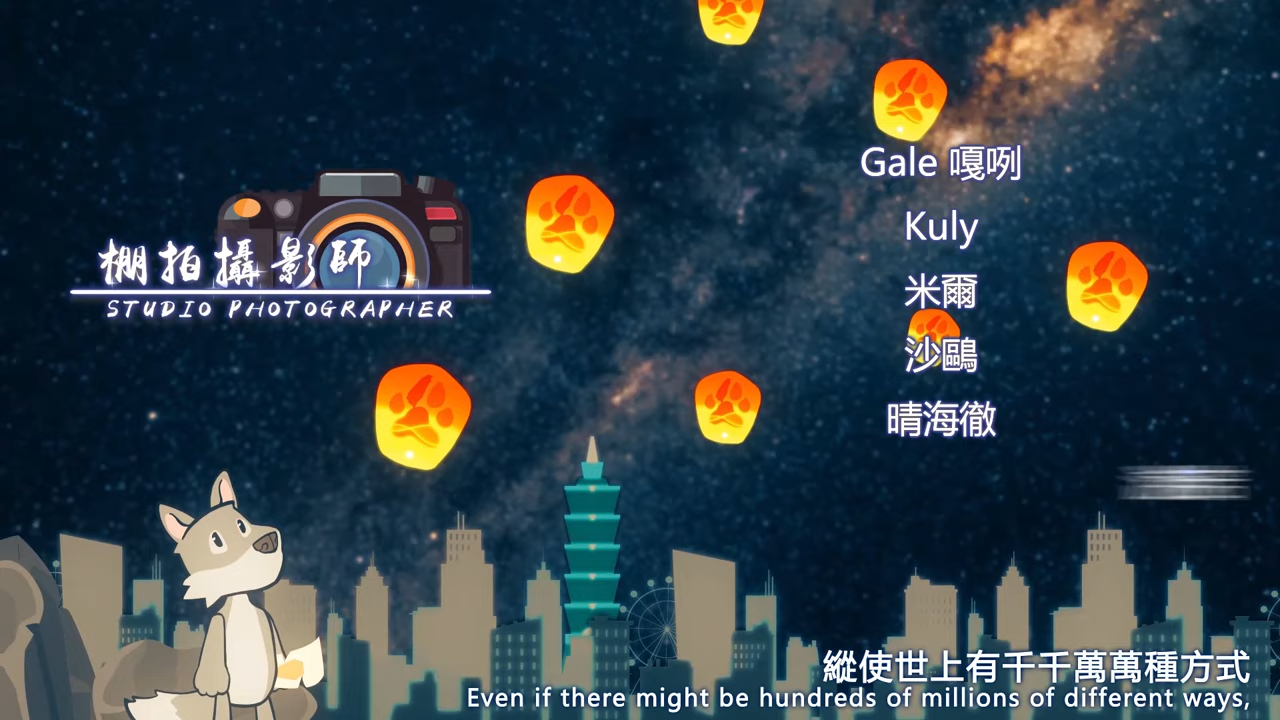 棚拍攝影師
STUDIO PHOTOGRAPHER
Gale 嘎咧
Kuly
米爾
沙鷗
晴海徹
縱使世上有千千萬萬種方式
Even if there might be hundreds of millions of different ways,